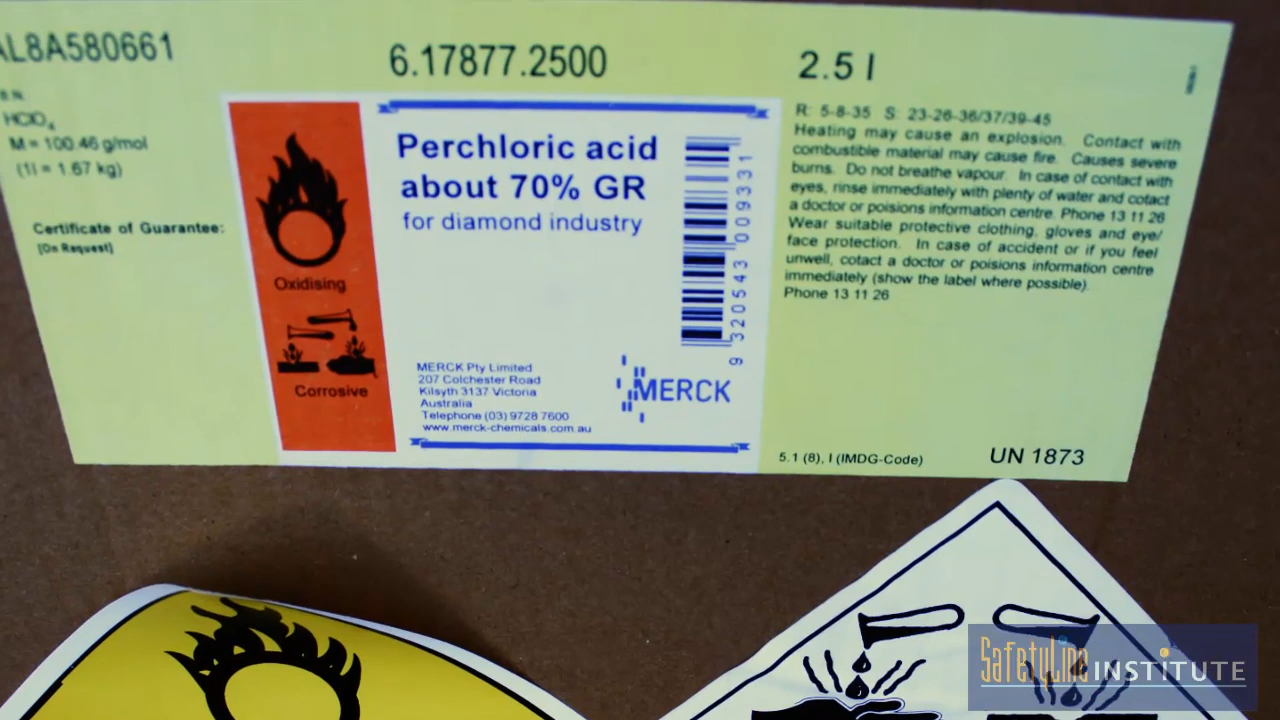 AL8A580661
6.17877.2500
2.5 l
HClO4
M = 100.46 g/mol
(1l = 1.67 kg)
Certificate of Guarantee:
[On Request]
Oxidising
Corrosive
Perchloric acid
about 70% GR
for diamond industry
9 320543 009331
MERCK Pty Limited
207 Colchester Road
Kilsyth 3137 Victoria
Australia
Telephone (03) 9728 7600
www.merck-chemicals.com.au
MERCK
R: 5-8-35 S: 23-26-36/37/39-45
Heating may cause an explosion. Contact with
combustible material may cause fire. Causes severe
burns. Do not breathe vapour. In case of contact with
eyes, rinse immediately with plenty of water and cotact
a doctor or poisions information centre. Phone 13 11 26
Wear suitable protective clothing, gloves and eye/
face protection. In case of accident or if you feel
unwell, cotact a doctor or poisions information centre
immediately (show the label where possible).
Phone 13 11 26
5.1 (8), I (IMDG-Code)
UN 1873
SafetyLine INSTITUTE